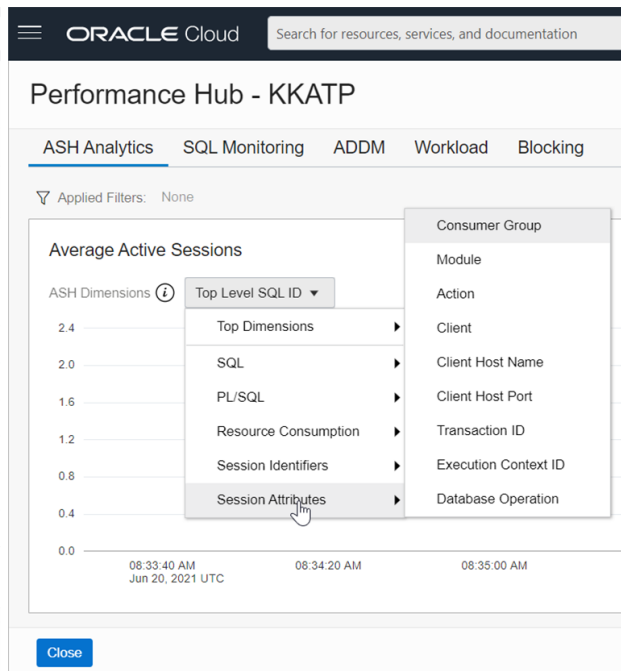 ORACLE Cloud
Search for resources, services, and documentation
Performance Hub - KKATP
ASH Analytics SQL Monitoring ADDM Workload Blocking
Applied Filters: None
Average Active Sessions
ASH Dimensions i Top Level SQL ID
Top Dimensions
SQL
PL/SQL
Resource Consumption
Session Identifiers
Session Attributes
Consumer Group
Module
Action
Client
Client Host Name
Client Host Port
Transaction ID
Execution Context ID
Database Operation
2.4
2.0
1.6
1.2
0.8
0.4
0.0
08:33:40 AM 08:34:20 AM 08:35:00 AM
Jun 20, 2021 UTC
Close